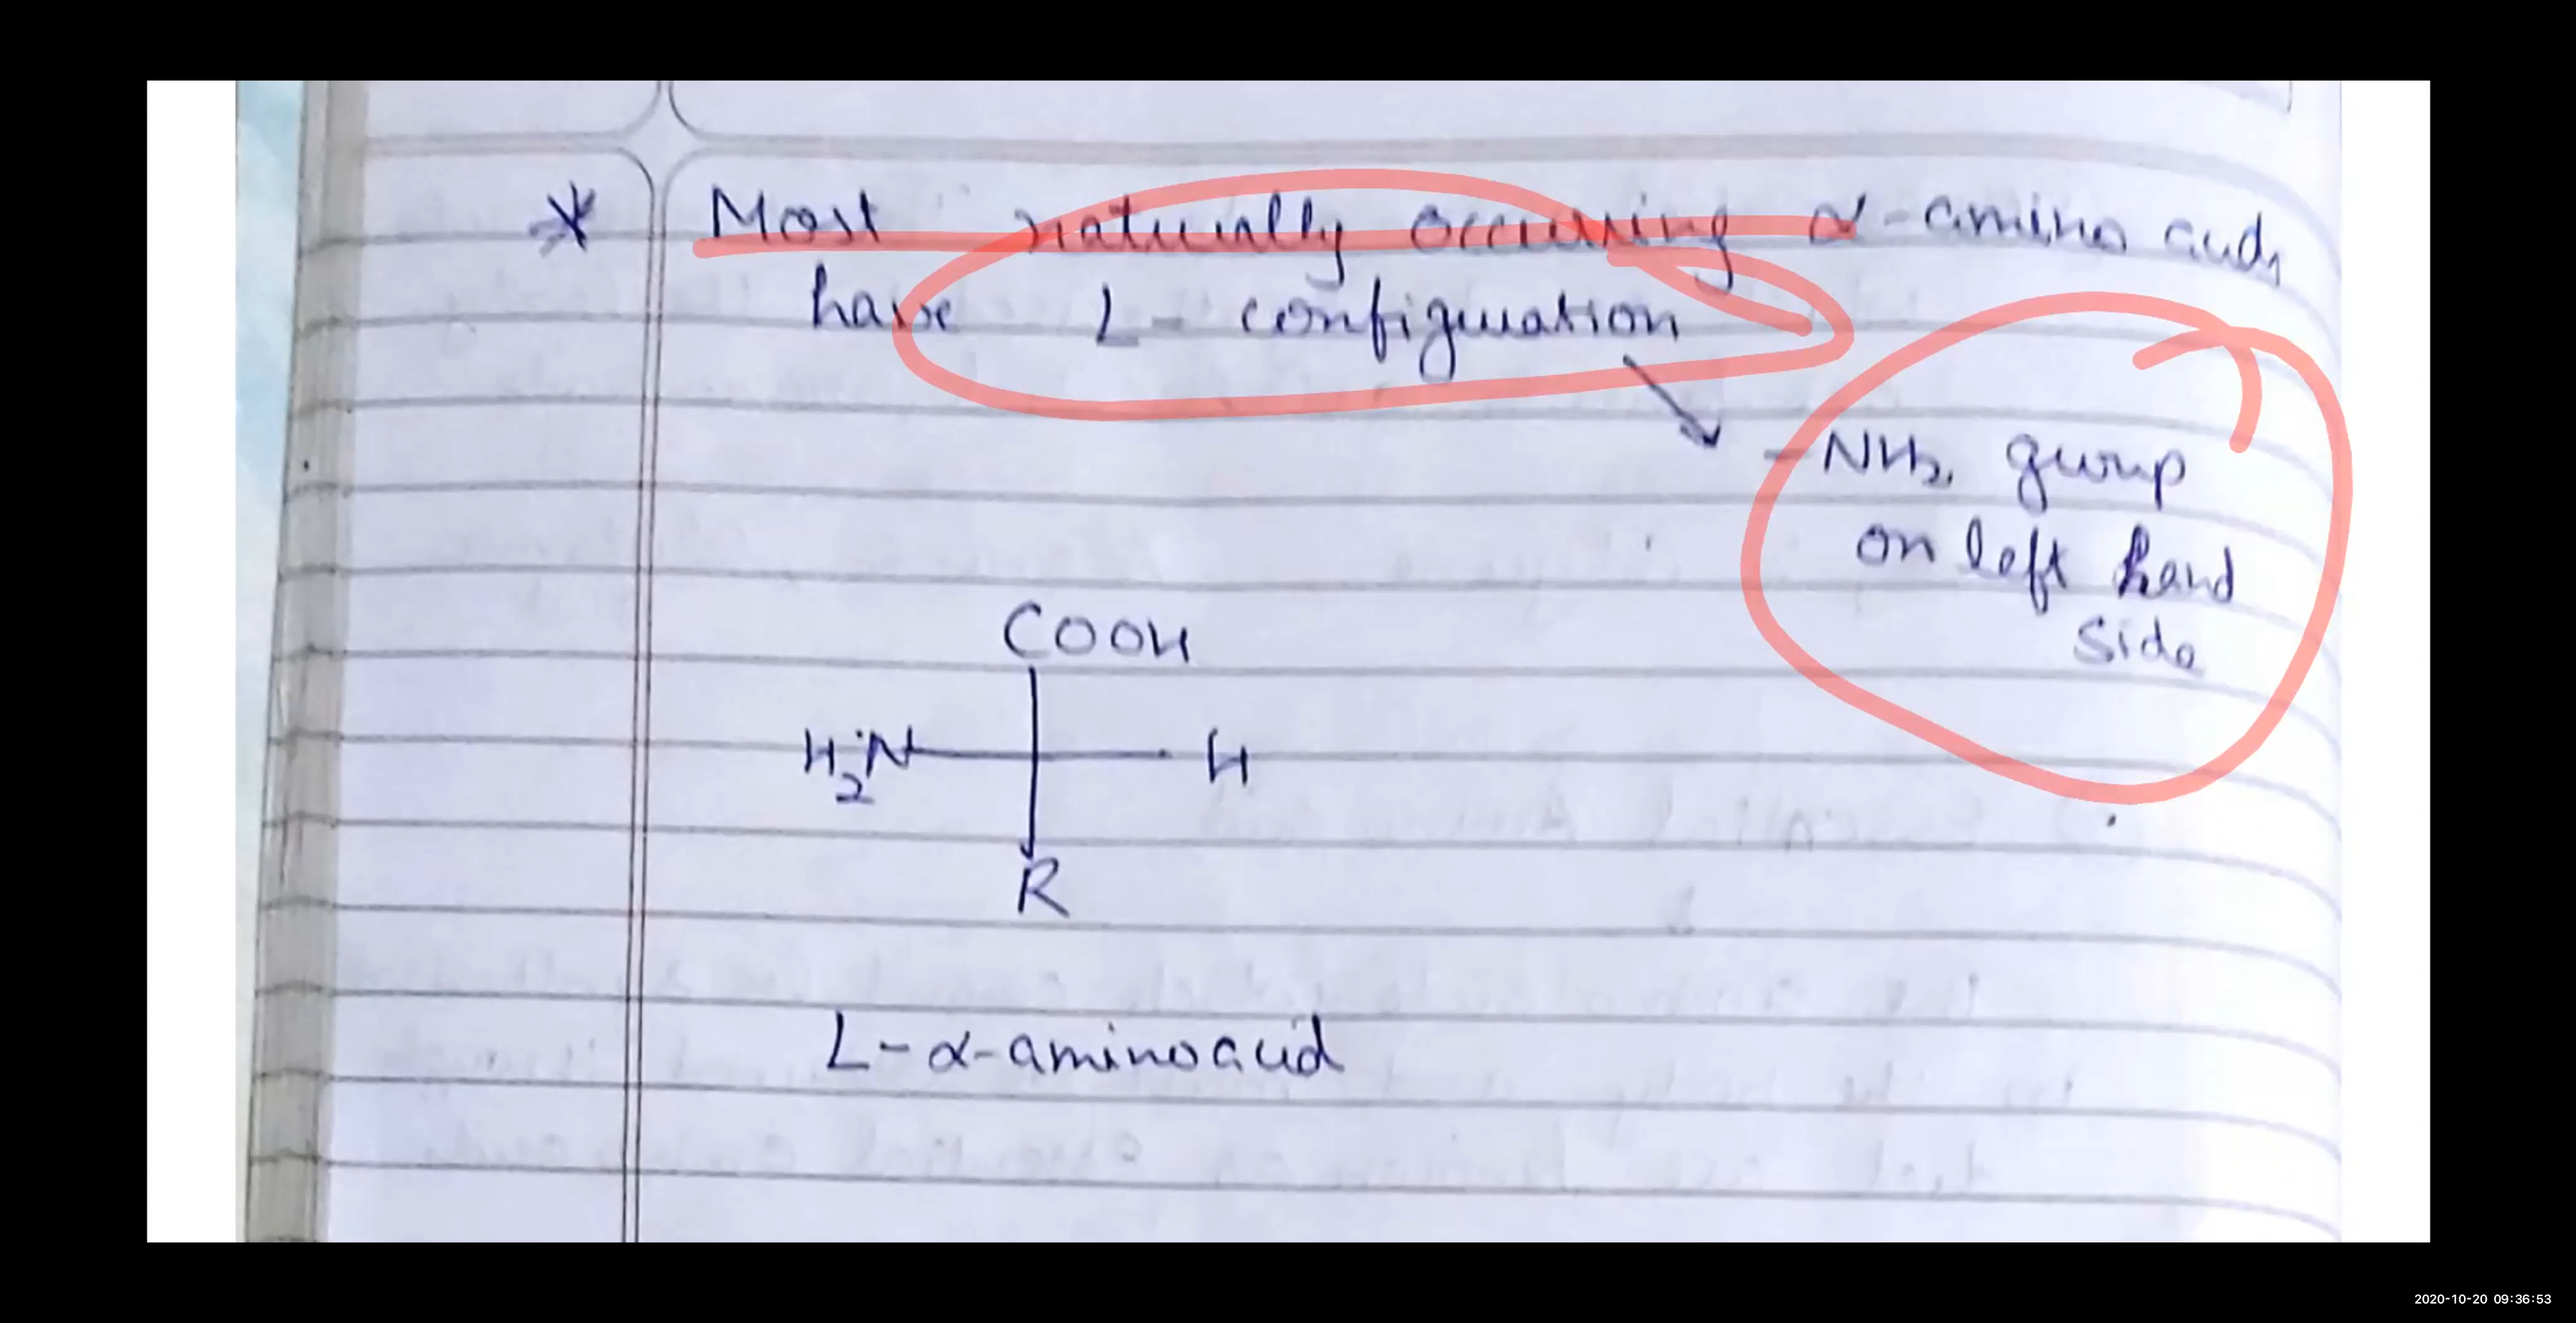 * Most naturally occurring α-amino acids
have L- configuration
-NH2 group
on left hand
side
COOH
H2N H
R
L-α-aminoacid
2020-10-20 09:36:53